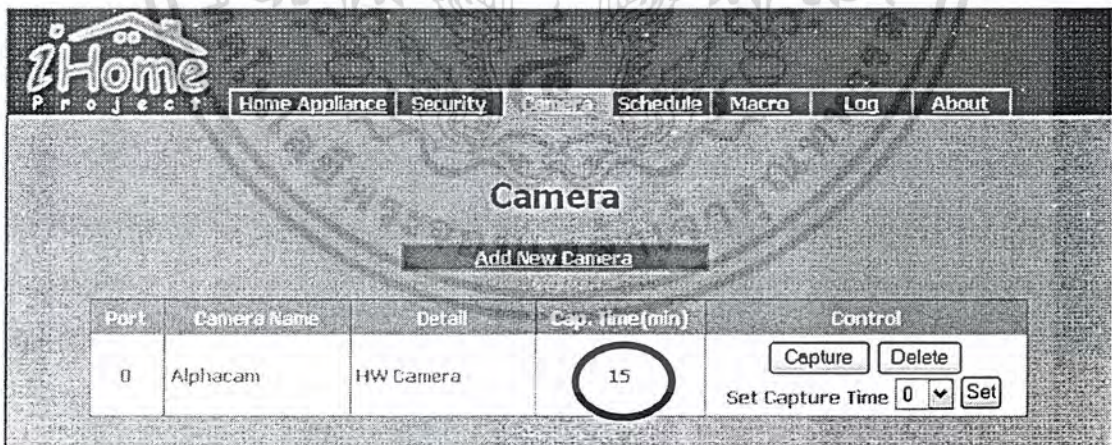 iHome
Project
Home Appliance Security Camera Schedule Macro Log About
Camera
Add New Camera
Port Camera Name Detail Cap. Time(min) Control
0 Alphacam HW Camera 15 Capture Delete
Set Capture Time 0 Set